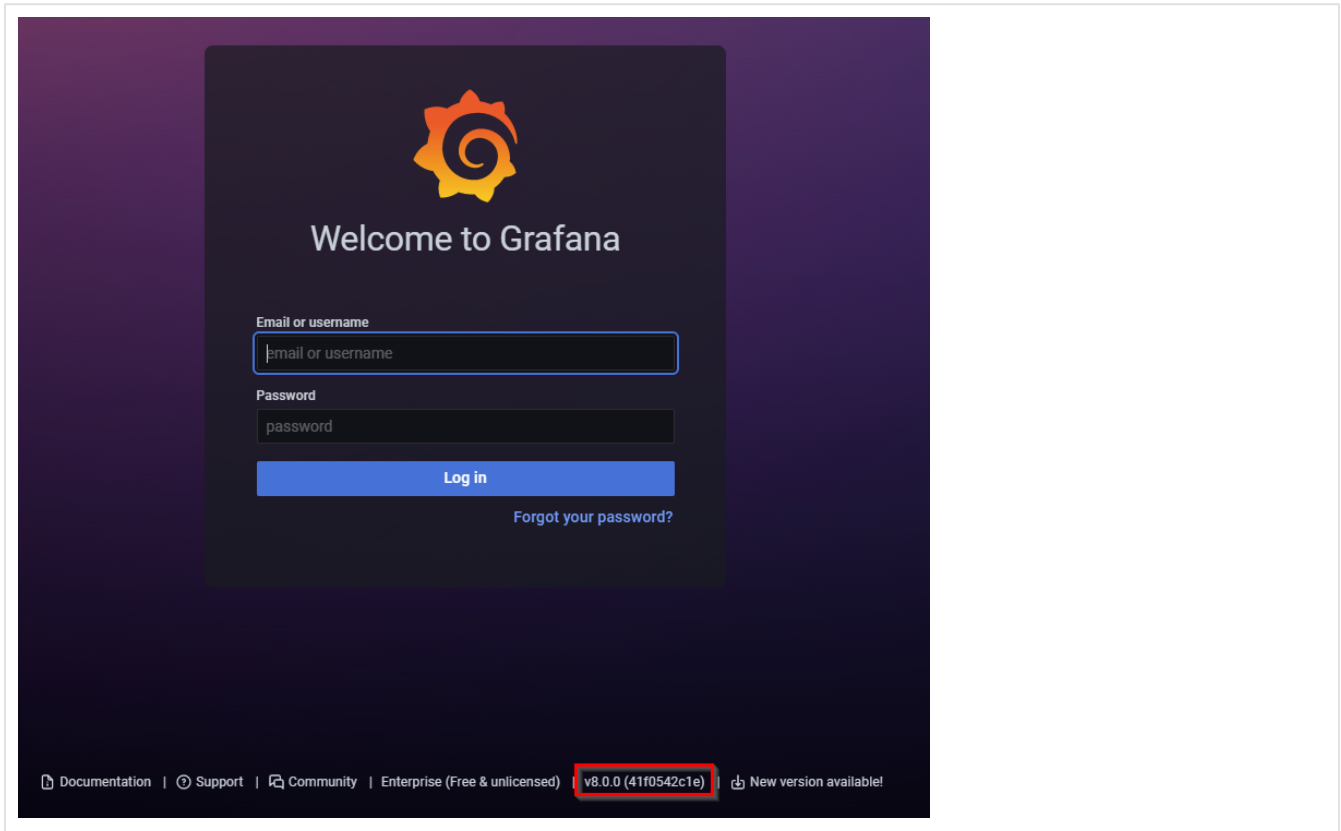 Welcome to Grafana
Email or username
email or username
Password
password
Log in
Forgot your password?
Documentation | Support | Community | Enterprise (Free & unlicensed) | v8.0.0 (41f0542c1e) | New version available!